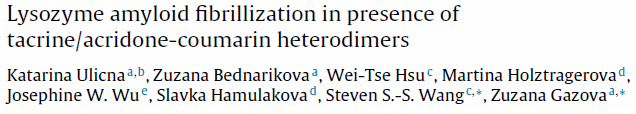 Lysozyme amyloid fibrillization in presence of
tacrine/acridone-coumarin heterodimers
Katarina Ulicna a,b, Zuzana Bednarikova a, Wei-Tse Hsu c, Martina Holztragerova d,
Josephine W. Wu e, Slavka Hamulakova d, Steven S.-S. Wang c,∗, Zuzana Gazova a,∗